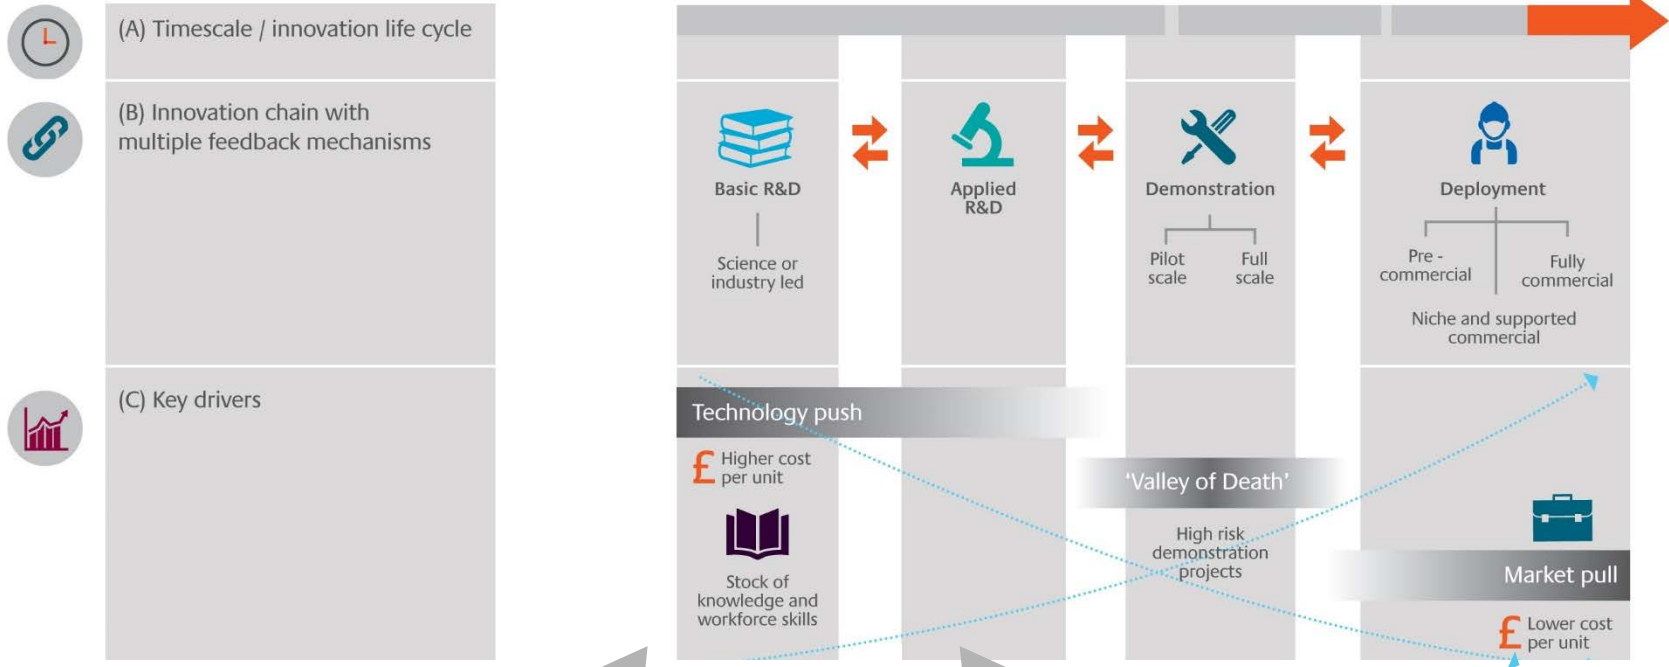 (A) Timescale / innovation life cycle
(B) Innovation chain with
multiple feedback mechanisms
Basic R&D
Science or
industry led
Applied
R&D
Demonstration
Pilot
scale
Full
scale
Deployment
Pre -
commercial
Fully
commercial
Niche and supported
commercial
(C) Key drivers
Technology push
£ Higher cost
per unit
Stock of
knowledge and
workforce skills
'Valley of Death'
High risk
demonstration
projects
Market pull
£ Lower cost
per unit